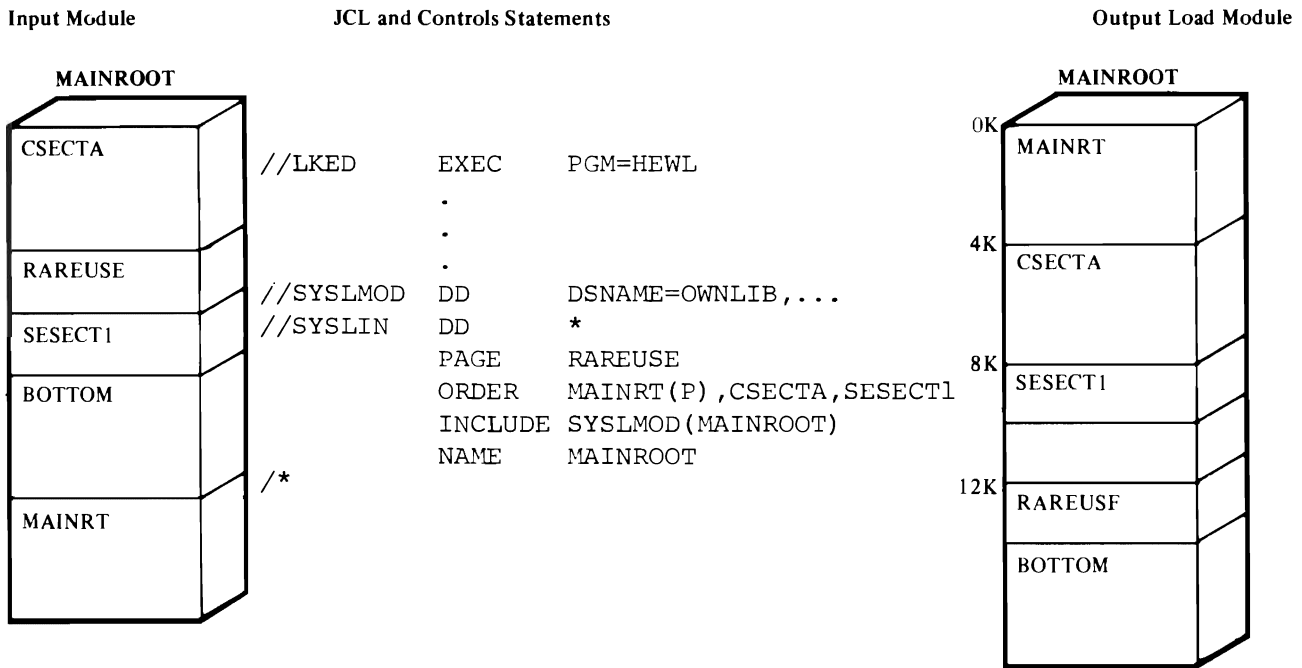 Input Module
JCL and Controls Statements
Output Load Module
MAINROOT
CSECTA
RAREUSE
SESECT1
BOTTOM
MAINRT
//LKED EXEC PGM=HEWL
.
.
.
//SYSLMOD DD DSNAME=OWNLIB,...
//SYSLIN DD *
PAGE RAREUSE
ORDER MAINRT(P),CSECTA,SESECT1
INCLUDE SYSLMOD(MAINROOT)
NAME MAINROOT
/*
MAINROOT
0K
MAINRT
4K
CSECTA
8K
SESECT1
12K
RAREUSF
BOTTOM